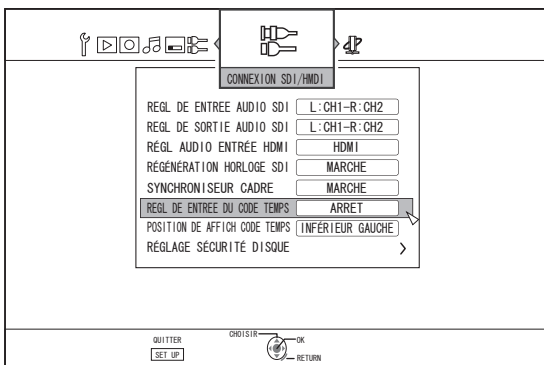 CONNEXION SDI/HMDI
REGL DE ENTREE AUDIO SDI L:CH1-R:CH2
REGL DE SORTIE AUDIO SDI L:CH1-R:CH2
RÉGL AUDIO ENTRÉE HDMI HDMI
RÉGÉNÉRATION HORLOGE SDI MARCHE
SYNCHRONISEUR CADRE MARCHE
REGL DE ENTREE DU CODE TEMPS ARRET
POSITION DE AFFICH CODE TEMPS INFÉRIEUR GAUCHE
RÉGLAGE SÉCURITÉ DISQUE
QUITTER
SET UP
CHOISIR
OK
RETURN